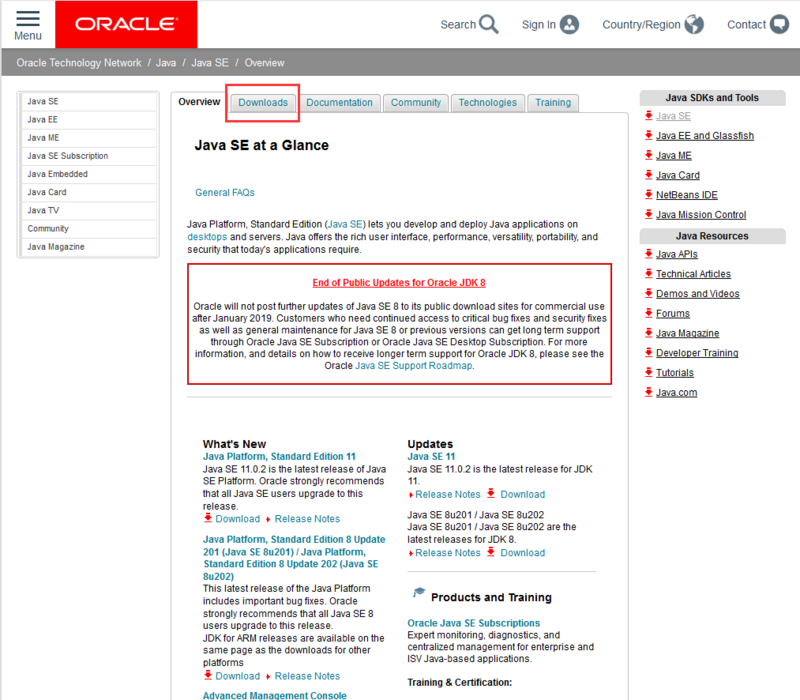 Menu
ORACLE
Search
Sign In
Country/Region
Contact
Oracle Technology Network / Java / Java SE / Overview
Java SE
Java EE
Java ME
Java SE Subscription
Java Embedded
Java Card
Java TV
Community
Java Magazine
Overview
Downloads
Documentation
Community
Technologies
Training
Java SE at a Glance
General FAQs
Java Platform, Standard Edition (Java SE) lets you develop and deploy Java applications on
desktops and servers. Java offers the rich user interface, performance, versatility, portability, and
security that today's applications require.
End of Public Updates for Oracle JDK 8
Oracle will not post further updates of Java SE 8 to its public download sites for commercial use
after January 2019. Customers who need continued access to critical bug fixes and security fixes
as well as general maintenance for Java SE 8 or previous versions can get long term support
through Oracle Java SE Subscription or Oracle Java SE Desktop Subscription. For more
information, and details on how to receive longer term support for Oracle JDK 8, please see the
Oracle Java SE Support Roadmap.
What's New
Java Platform, Standard Edition 11
Java SE 11.0.2 is the latest release of Java
SE Platform. Oracle strongly recommends
that all Java SE users upgrade to this
release.
Download Release Notes
Java Platform, Standard Edition 8 Update
201 (Java SE 8u201) / Java Platform,
Standard Edition 8 Update 202 (Java SE
8u202)
This latest release of the Java Platform
includes important bug fixes. Oracle
strongly recommends that all Java SE 8
users upgrade to this release.
JDK for ARM releases are available on the
same page as the downloads for other
platforms
Download Release Notes
Advanced Management Console
Updates
Java SE 11
Java SE 11.0.2 is the latest release for JDK
11.
Release Notes Download
Java SE 8u201 / Java SE 8u202
Java SE 8u201 / Java SE 8u202 are the
latest releases for JDK 8.
Release Notes Download
Products and Training
Oracle Java SE Subscriptions
Expert monitoring, diagnostics, and
centralized management for enterprise and
ISV Java-based applications.
Training & Certification:
Java SDKs and Tools
Java SE
Java EE and Glassfish
Java ME
Java Card
NetBeans IDE
Java Mission Control
Java Resources
Java APIs
Technical Articles
Demos and Videos
Forums
Java Magazine
Developer Training
Tutorials
Java.com